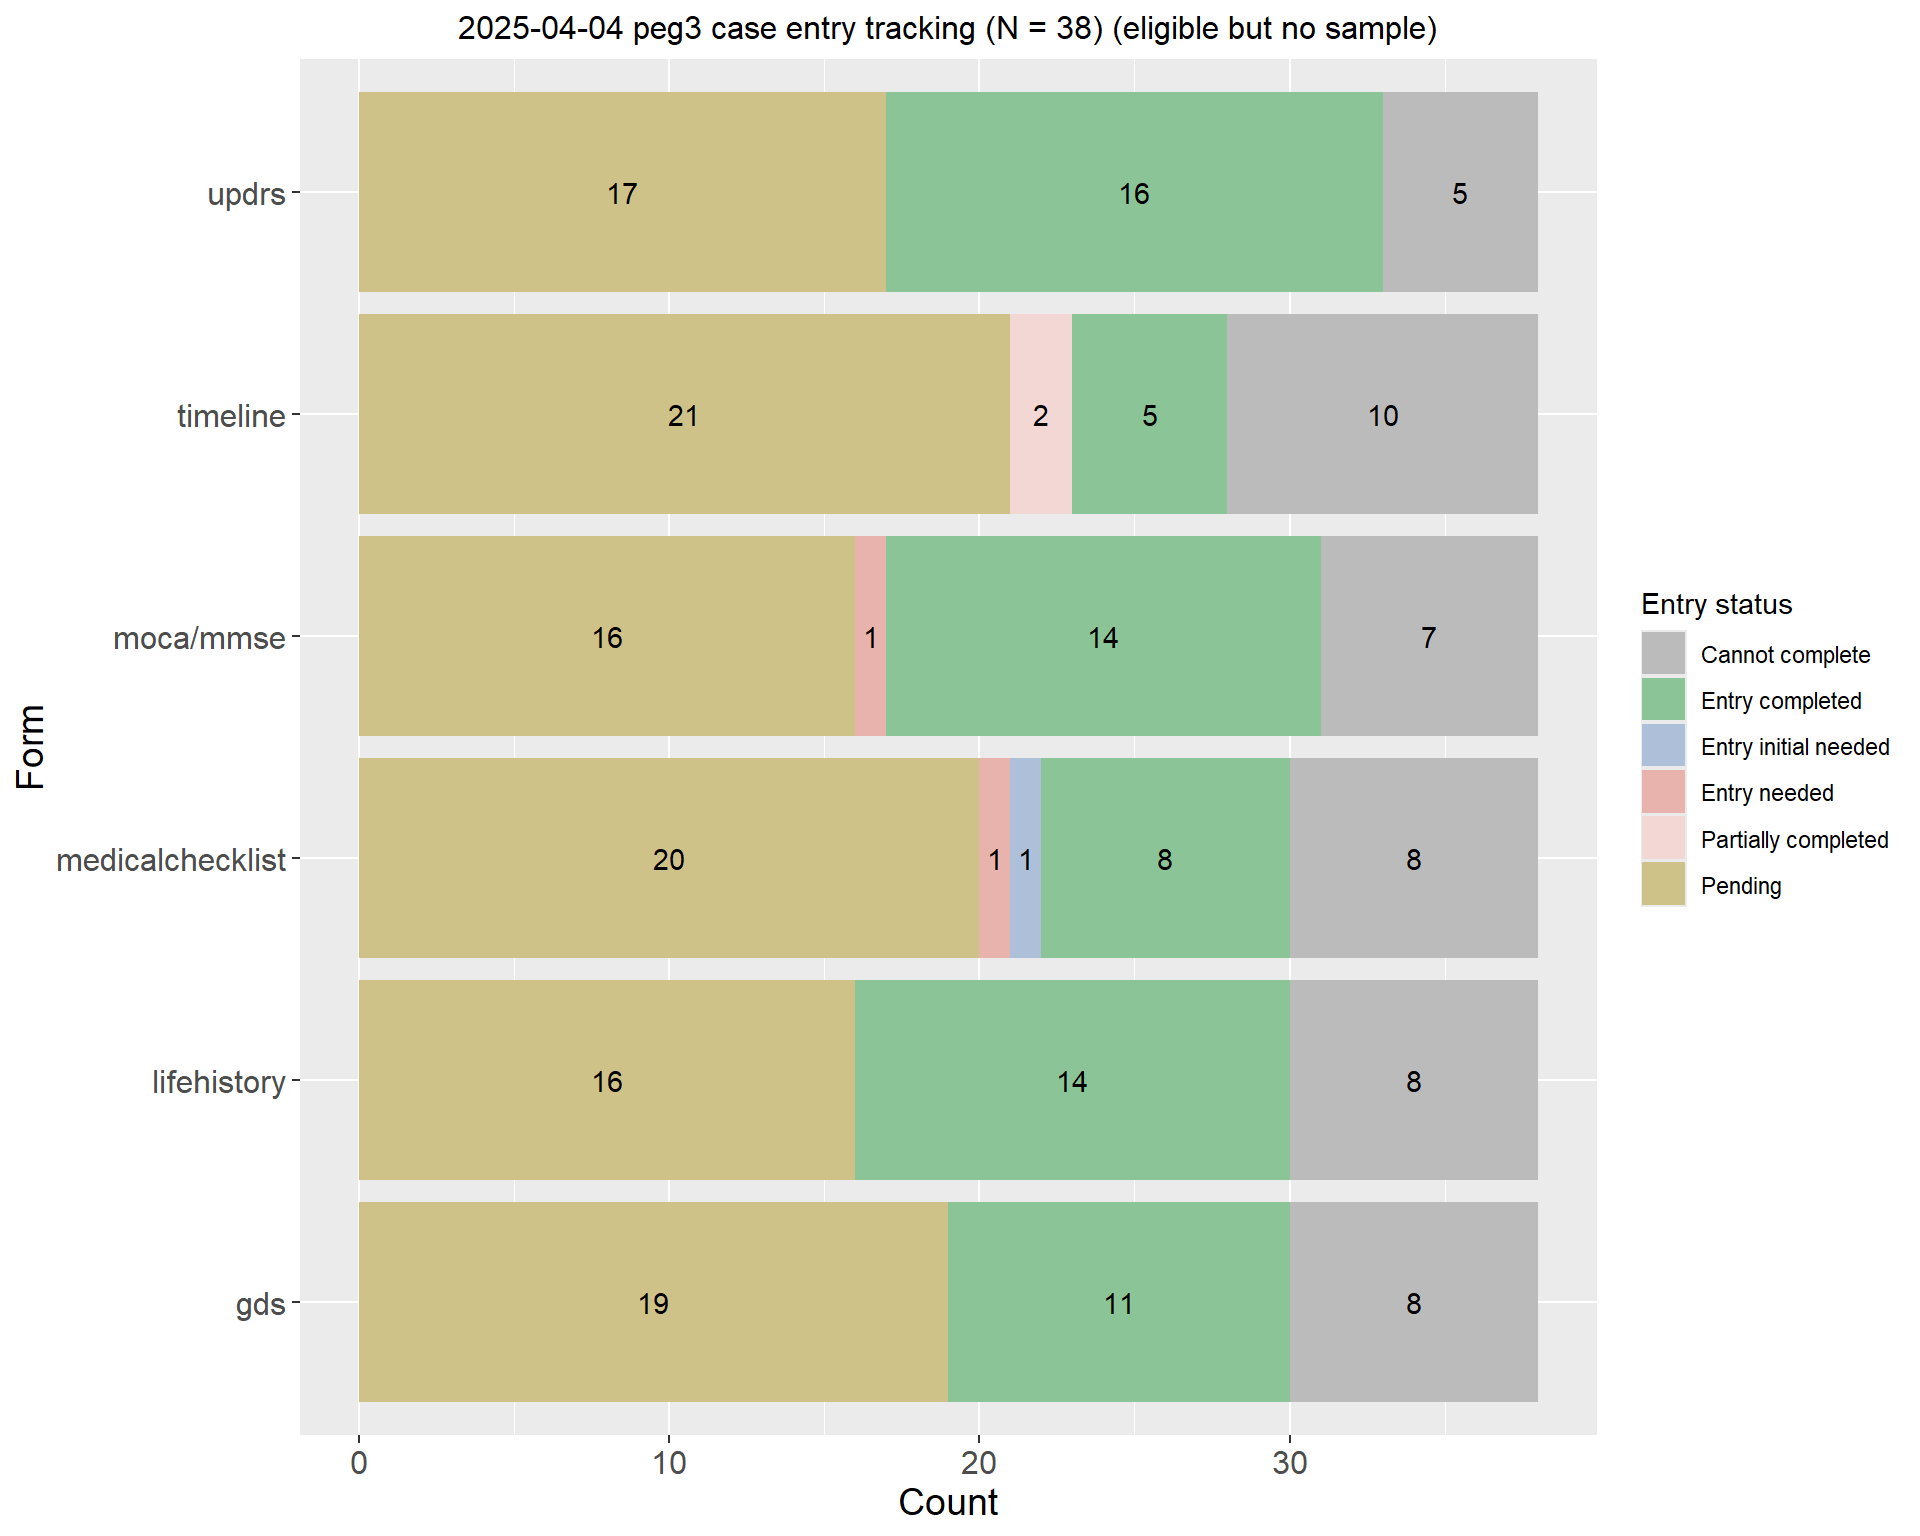 2025-04-04 peg3 case entry tracking (N = 38) (eligible but no sample)
updrs
17
16
5
timeline
21
2
5
10
moca/mmse
16
1
14
7
medicalchecklist
20
1
1
8
8
lifehistory
16
14
8
gds
19
11
8
0
10
20
30
Count
Form
Entry status
Cannot complete
Entry completed
Entry initial needed
Entry needed
Partially completed
Pending